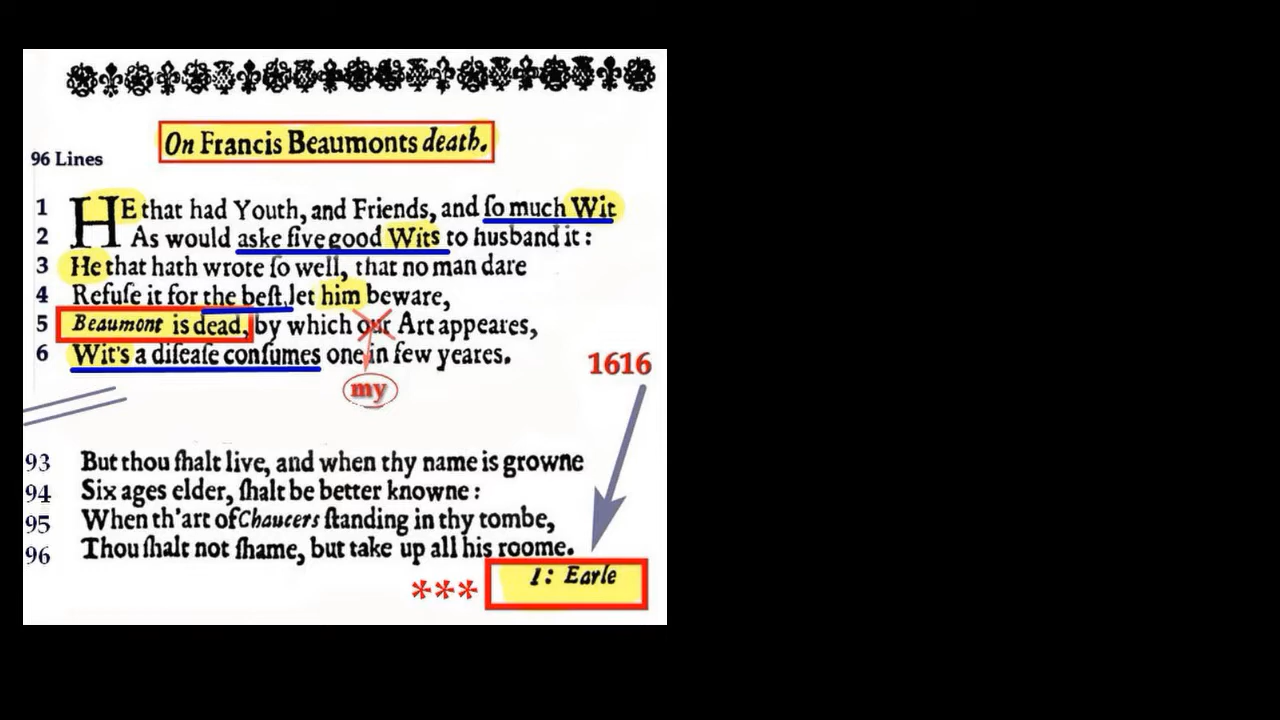 On Francis Beaumonts death.
96 Lines
1 HE that had Youth, and Friends, and ſo much Wit
2 As would aske five good Wits to husband it:
3 He that hath wrote ſo well, that no man dare
4 Refuſe it for the beſt, let him beware,
5 Beaumont is dead, by which our Art appeares,
6 Wit's a diſeaſe conſumes one in few yeares.
1616
my
93 But thou ſhalt live, and when thy name is growne
94 Six ages elder, ſhalt be better knowne:
95 When th'art of Chaucers ſtanding in thy tombe,
96 Thou ſhalt not ſhame, but take up all his roome.
*** I: Earle